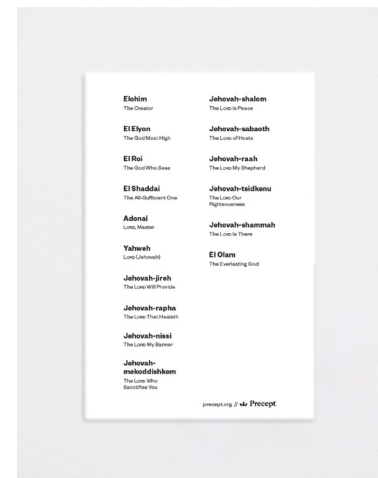 Elohim
The Creator
El Elyon
The God Most High
El Roi
The God Who Sees
El Shaddai
The All-Sufficient One
Adonai
Lord, Master
Yahweh
Lord (Jehovah)
Jehovah-jireh
The Lord Will Provide
Jehovah-rapha
The Lord That Healeth
Jehovah-nissi
The Lord My Banner
Jehovah-
mekoddishkem
The Lord Who
Sanctifies You
Jehovah-shalom
The Lord is Peace
Jehovah-sabaoth
The Lord of Hosts
Jehovah-raah
The Lord My Shepherd
Jehovah-tsidkenu
The Lord Our
Righteousness
Jehovah-shammah
The Lord Is There
El Olam
The Everlasting God
precept.org // Precept